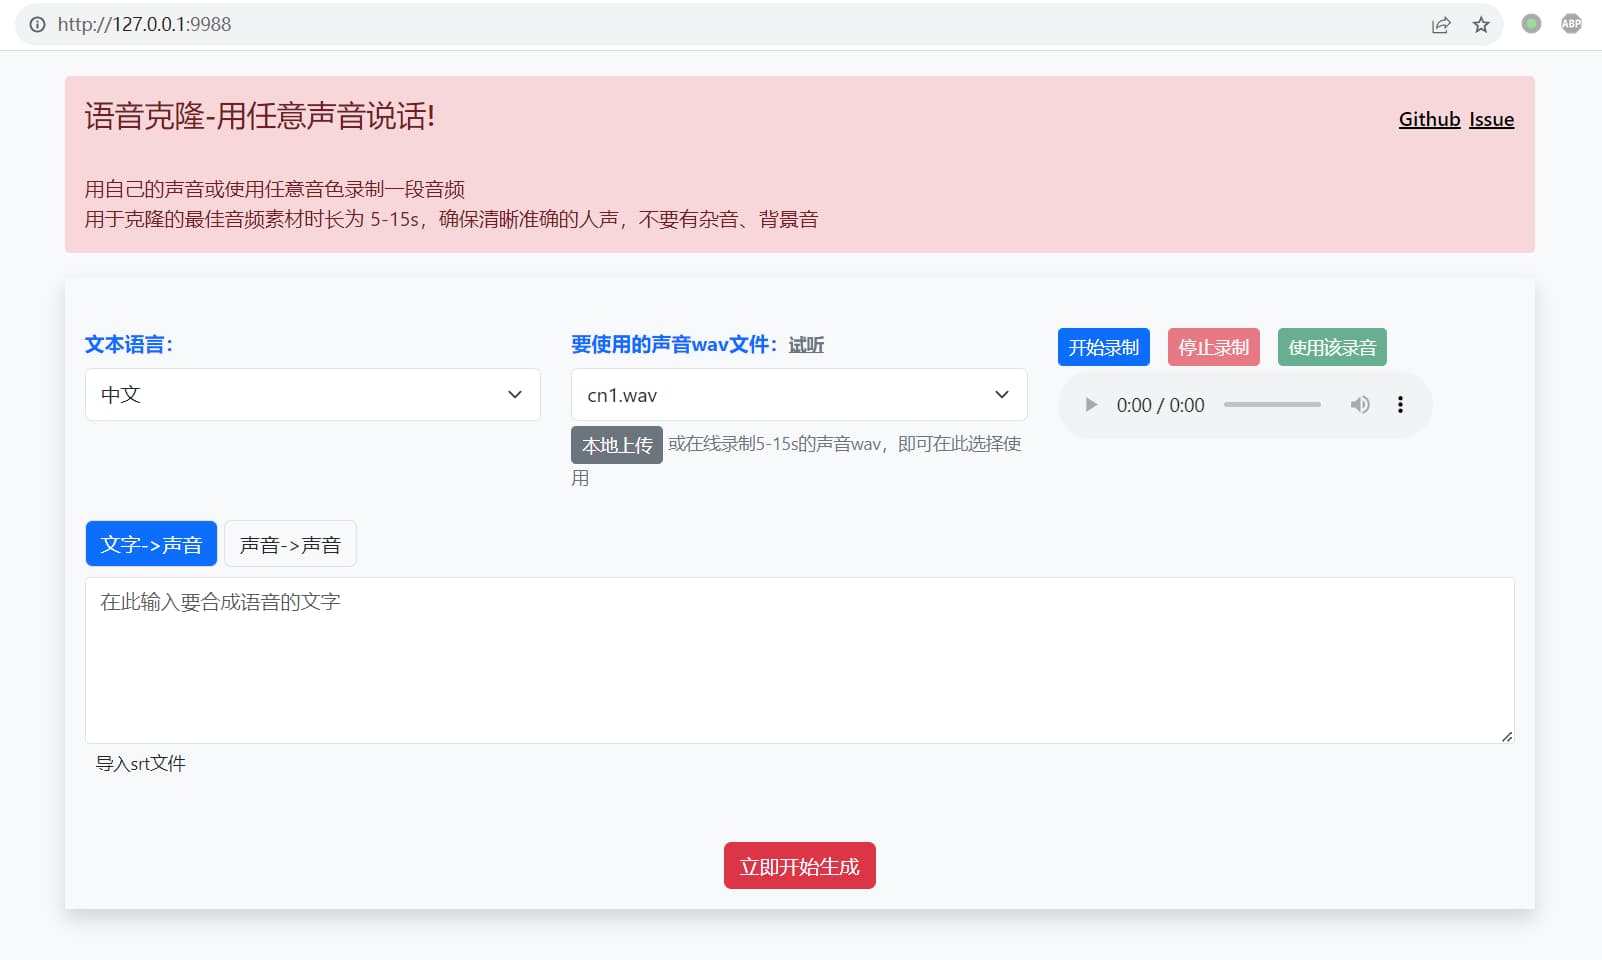 http://127.0.0.1:9988
ABP
语音克隆-用任意声音说话!
Github Issue
用自己的声音或使用任意音色录制一段音频
用于克隆的最佳音频素材时长为 5-15s，确保清晰准确的人声，不要有杂音、背景音
文本语言：
中文
要使用的声音wav文件：试听
cn1.wav
本地上传 或在线录制5-15s的声音wav，即可在此选择使
用
开始录制 停止录制 使用该录音
0:00 / 0:00
文字->声音 声音->声音
在此输入要合成语音的文字
导入srt文件
立即开始生成